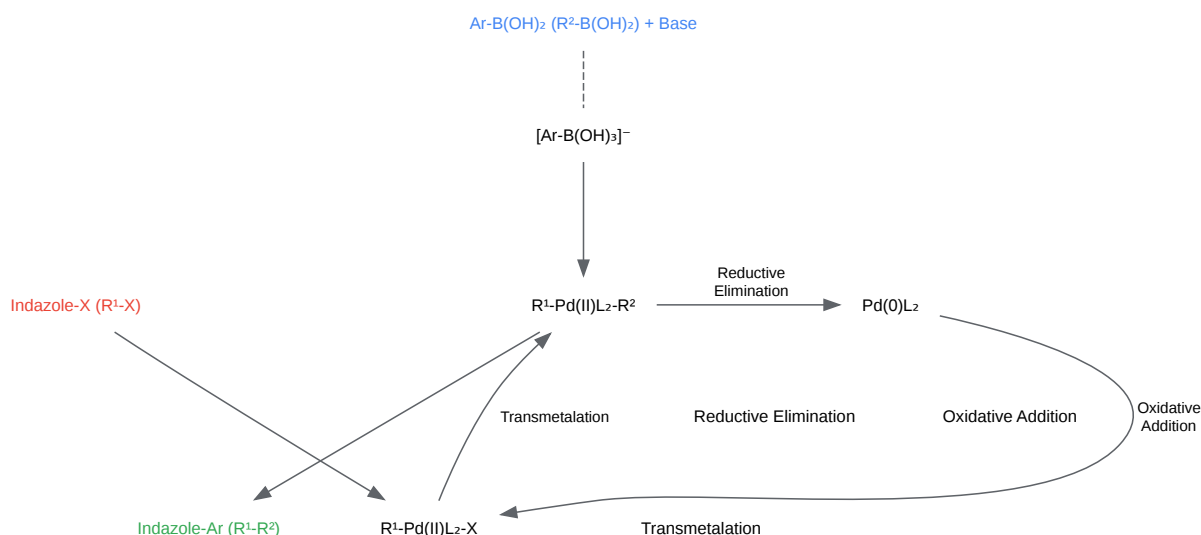 Ar-B(OH)₂ (R²-B(OH)₂) + Base
[Ar-B(OH)₃]⁻
Reductive
Elimination
Indazole-X (R¹-X)
R¹-Pd(II)L₂-R²
Pd(0)L₂
Transmetalation
Reductive Elimination
Oxidative Addition
Oxidative
Addition
Indazole-Ar (R¹-R²)
R¹-Pd(II)L₂-X
Transmetalation